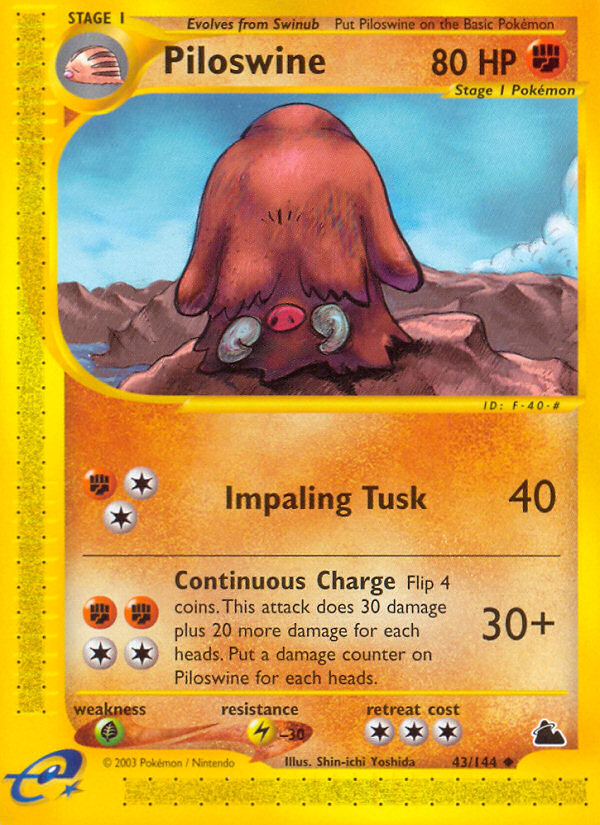 STAGE 1
Evolves from Swinub Put Piloswine on the Basic Pokémon
Piloswine 80 HP
Stage 1 Pokémon
ID: F-40-#
Impaling Tusk 40
Continuous Charge Flip 4
coins. This attack does 30 damage
plus 20 more damage for each
heads. Put a damage counter on
Piloswine for each heads.
30+
weakness resistance retreat cost
-30
© 2003 Pokémon / Nintendo Illus. Shin-ichi Yoshida 43/144
e